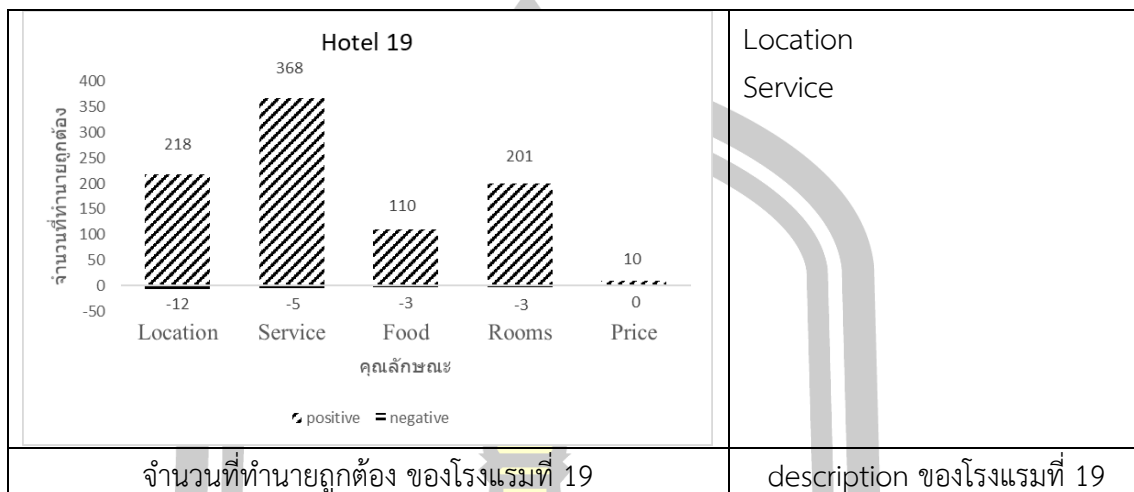 Hotel 19
จำนวนที่ทำนายถูกต้อง
400
350
300
250
200
150
100
50
0
-50
218
368
110
201
10
-12
-5
-3
-3
0
Location Service Food Rooms Price
คุณลักษณะ
positive negative
Location
Service
จำนวนที่ทำนายถูกต้อง ของโรงแรมที่ 19
description ของโรงแรมที่ 19